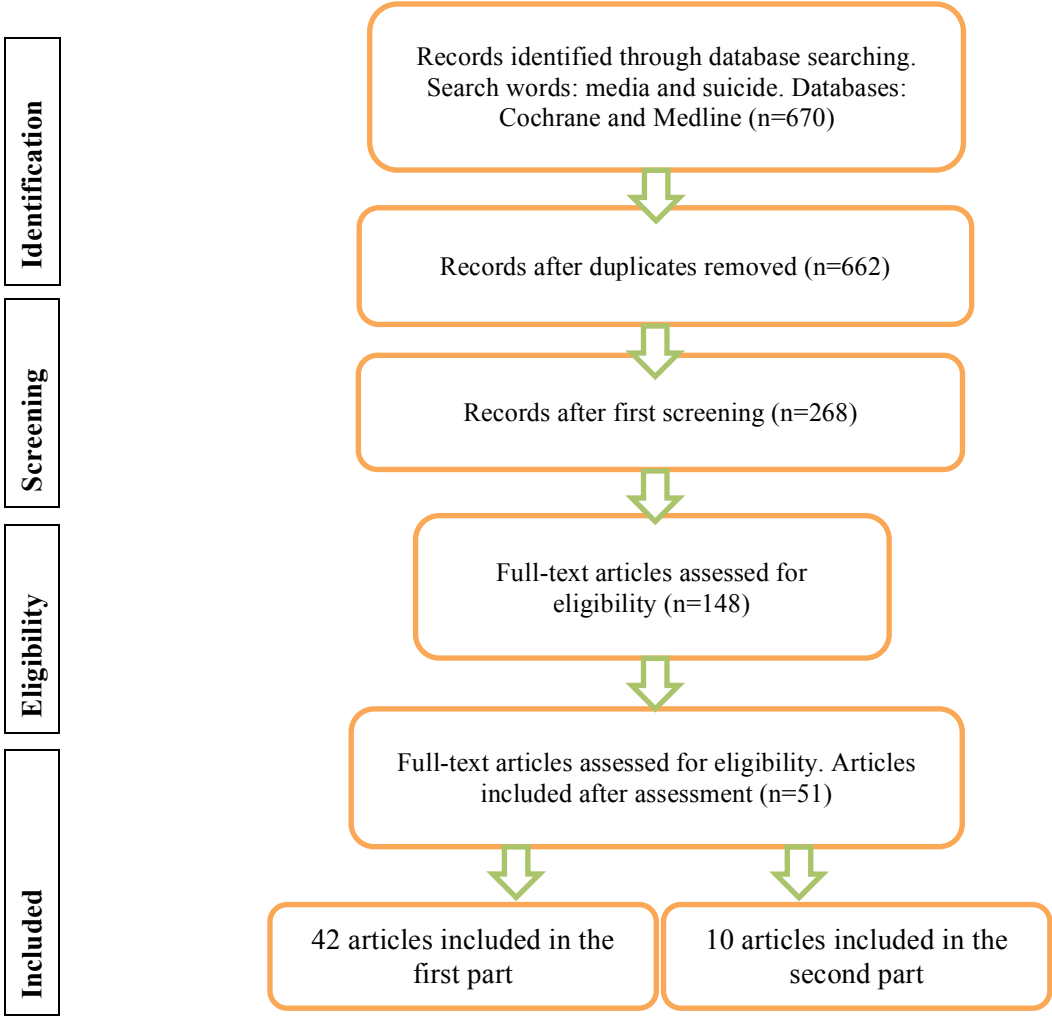 Identification
Records identified through database searching.
Search words: media and suicide. Databases:
Cochrane and Medline (n=670)
Records after duplicates removed (n=662)
Screening
Records after first screening (n=268)
Eligibility
Full-text articles assessed for
eligibility (n=148)
Full-text articles assessed for eligibility. Articles
included after assessment (n=51)
Included
42 articles included in the
first part
10 articles included in the
second part